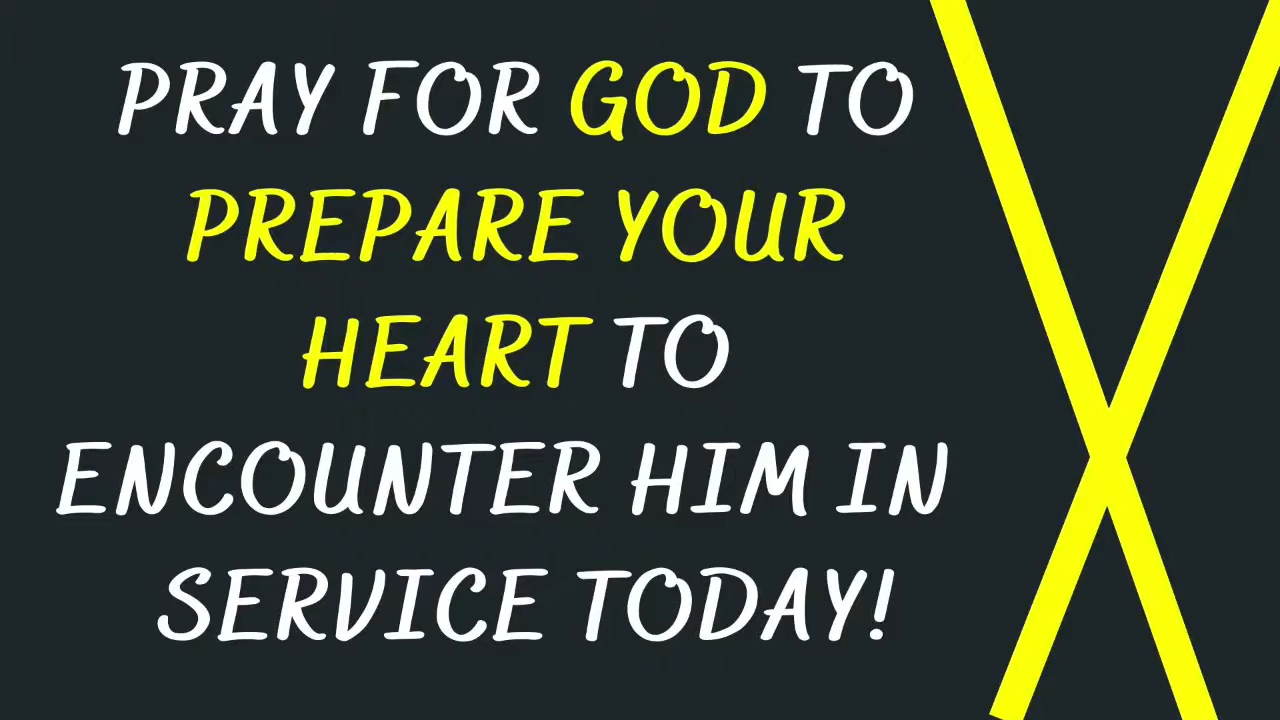 PRAY FOR GOD TO
PREPARE YOUR
HEART TO
ENCOUNTER HIM IN
SERVICE TODAY!